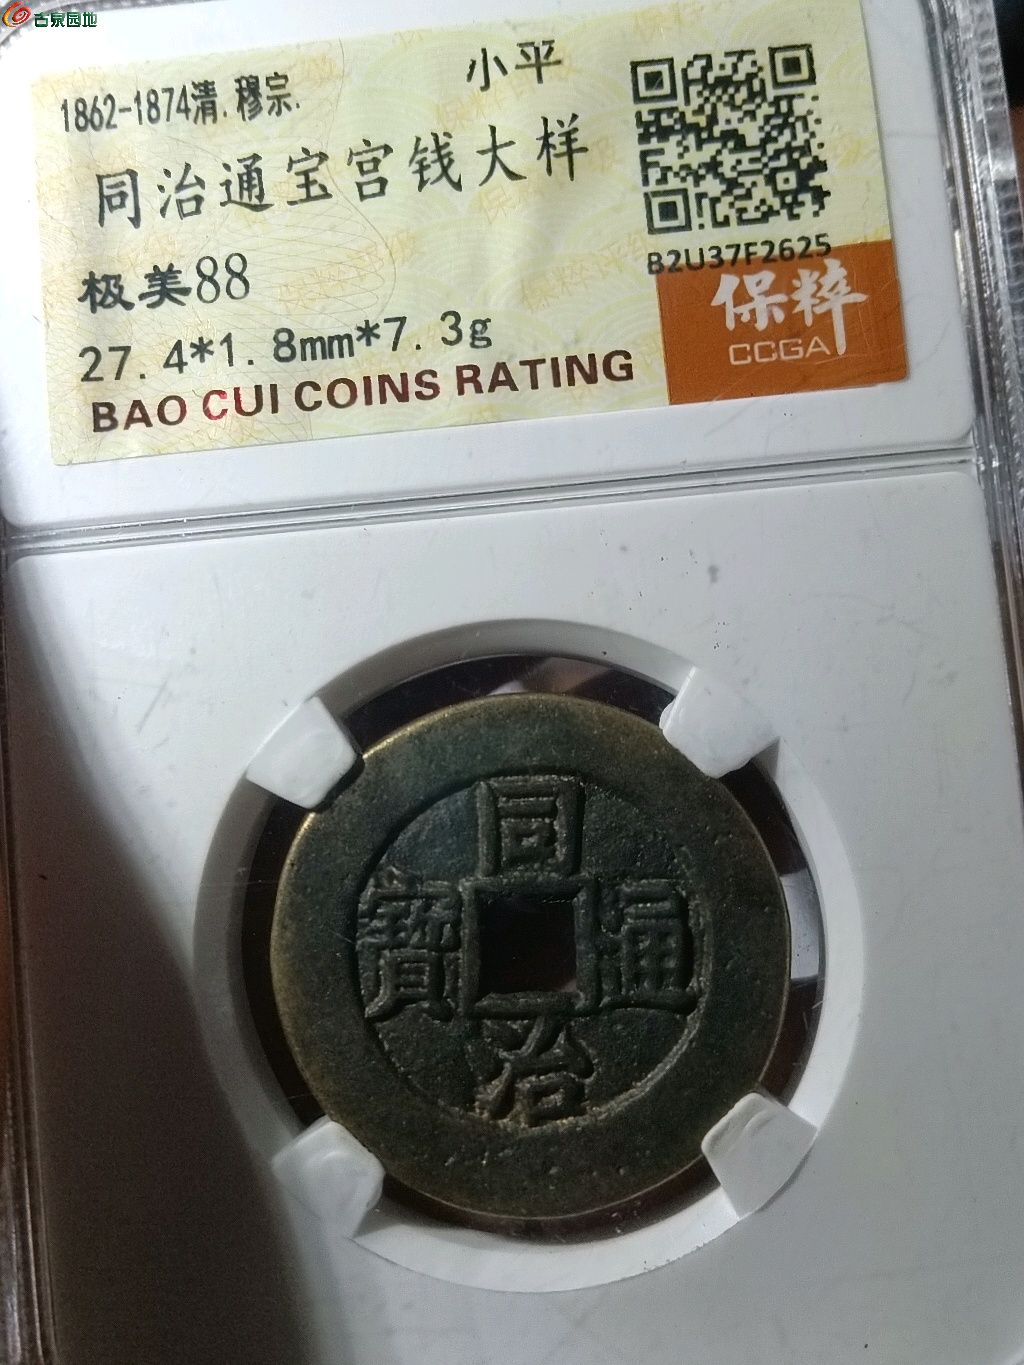 古泉园地
1862-1874清.穆宗.
小平
同治通宝宫钱大样
极美88
B2U37F2625
27.4*1.8mm*7.3g
保粹
CCGA
BAO CUI COINS RATING
同
寶 通
治